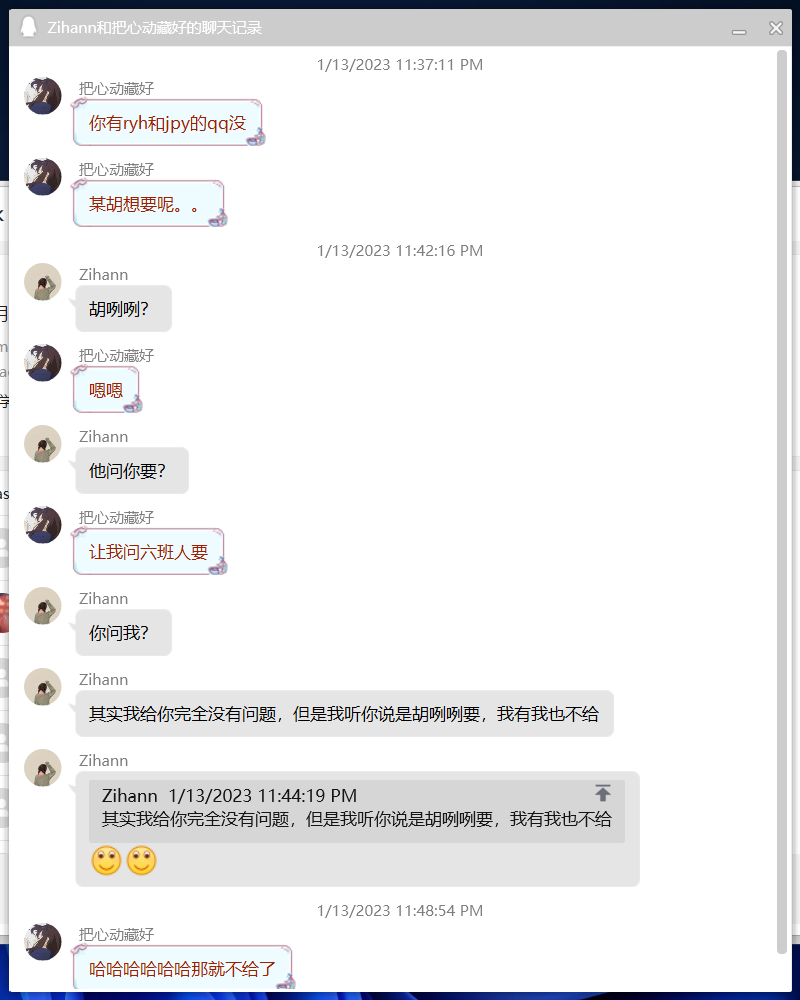 Zihann和把心动藏好的聊天记录
1/13/2023 11:37:11 PM
把心动藏好
你有ryh和jpy的qq没
把心动藏好
某胡想要呢。。
1/13/2023 11:42:16 PM
Zihann
胡咧咧？
把心动藏好
嗯嗯
Zihann
他问你要？
把心动藏好
让我问六班人要
Zihann
你问我？
Zihann
其实我给你完全没有问题，但是我听你说是胡咧咧要，我有我也不给
Zihann
Zihann 1/13/2023 11:44:19 PM
其实我给你完全没有问题，但是我听你说是胡咧咧要，我有我也不给
1/13/2023 11:48:54 PM
把心动藏好
哈哈哈哈哈哈那就不给了